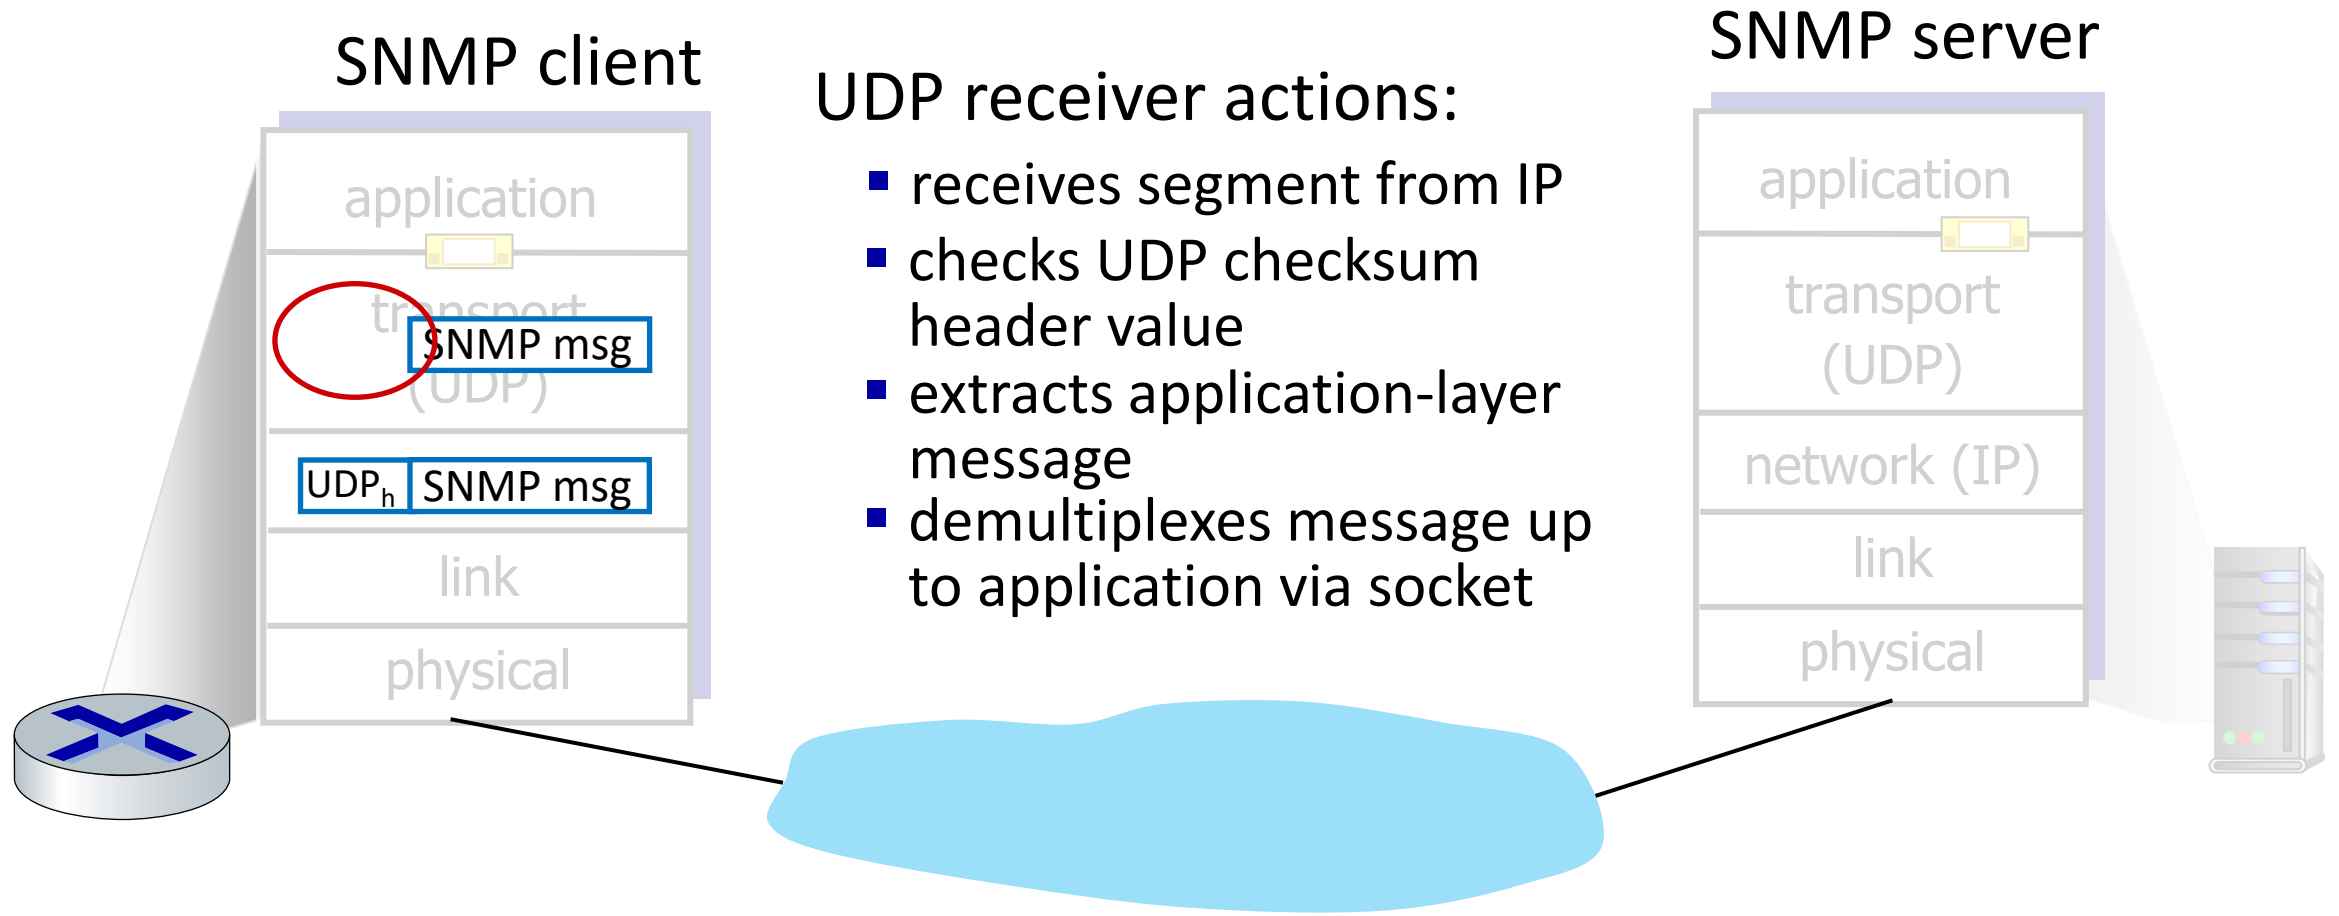 SNMP client
application
transport
SNMP msg
(UDP)
UDPh SNMP msg
link
physical
UDP receiver actions:
receives segment from IP
checks UDP checksum
header value
extracts application-layer
message
demultiplexes message up
to application via socket
SNMP server
application
transport
(UDP)
network (IP)
link
physical